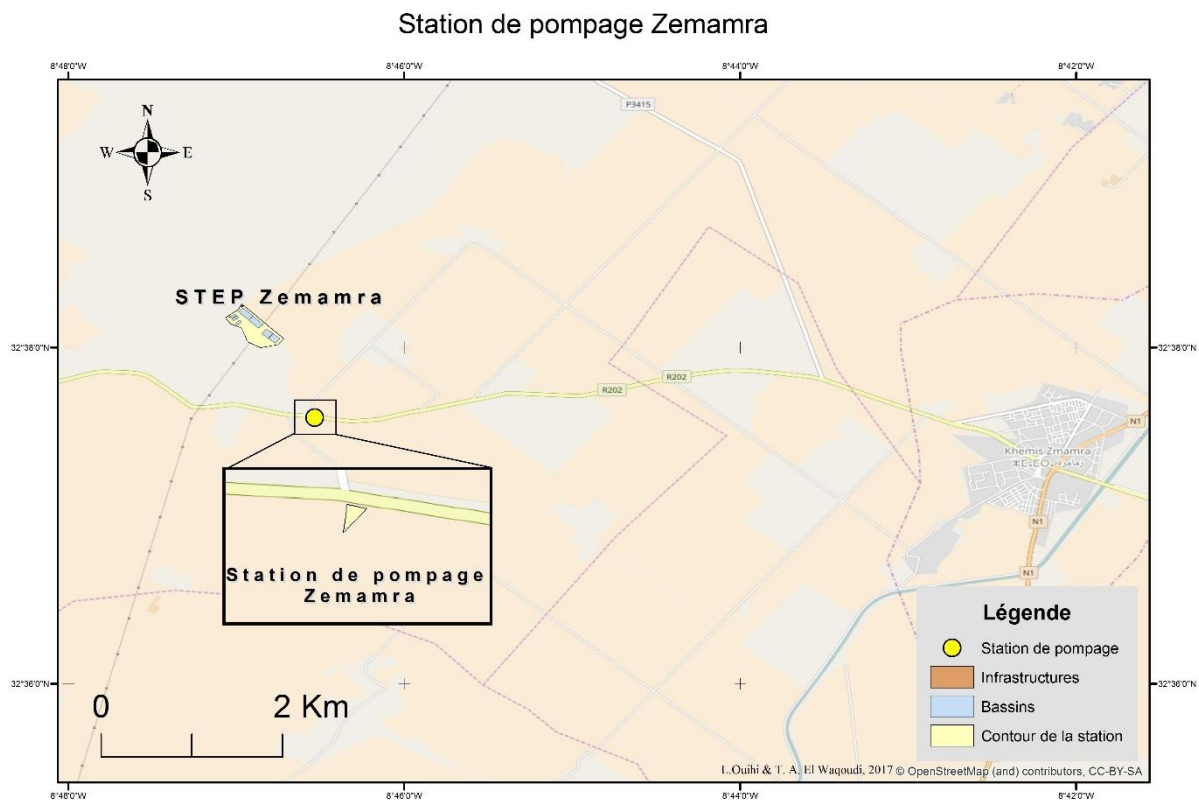 Station de pompage Zemamra
8°48'0"W
8°46'0"W
8°44'0"W
8°42'0"W
N
W
E
S
P3415
STEP Zemamra
32°38'0"N
32°38'0"N
R202
R202
N1
Khemis Zmamra
زمامرة
N1
N1
Station de pompage
Zemamra
Légende
Station de pompage
Infrastructures
Bassins
Contour de la station
32°36'0"N
32°36'0"N
0
2 Km
L.Ouihi & T. A. El Waqoudi, 2017 © OpenStreetMap (and) contributors, CC-BY-SA
8°48'0"W
8°46'0"W
8°44'0"W
8°42'0"W